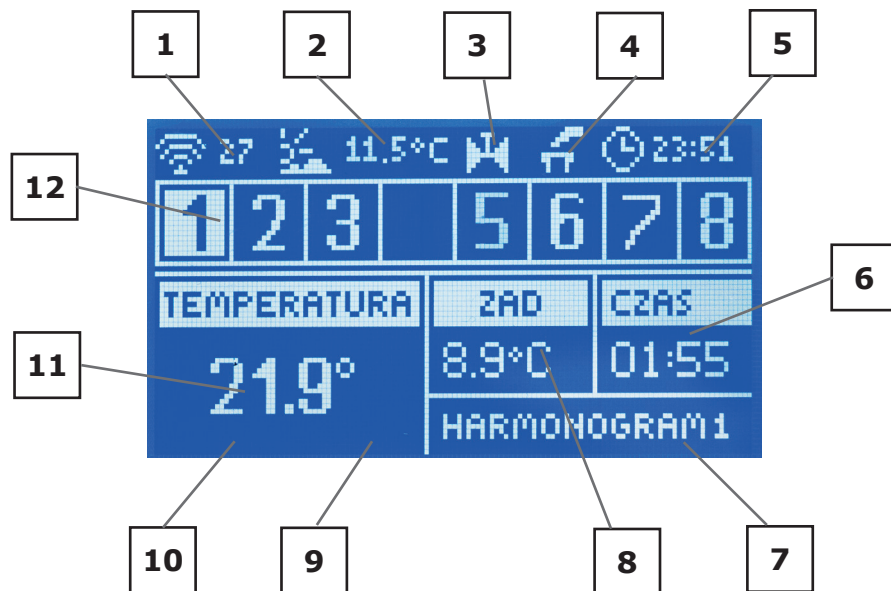 1 2 3 4 5
27 11.5°C 23:51
12
1 2 3 5 6 7 8
6
TEMPERATURA ZAD CZAS
11
21.9° 8.9°C 01:55
HARMONOGRAM1
10 9 8 7